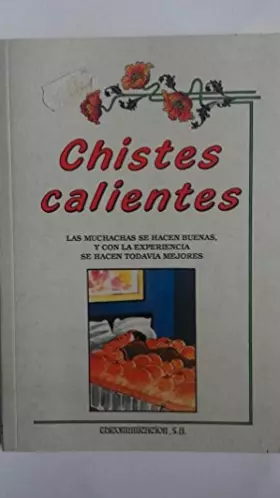 Chistes
calientes
LAS MUCHACHAS SE HACEN BUENAS,
Y CON LA EXPERIENCIA
SE HACEN TODAVIA MEJORES
S.A.